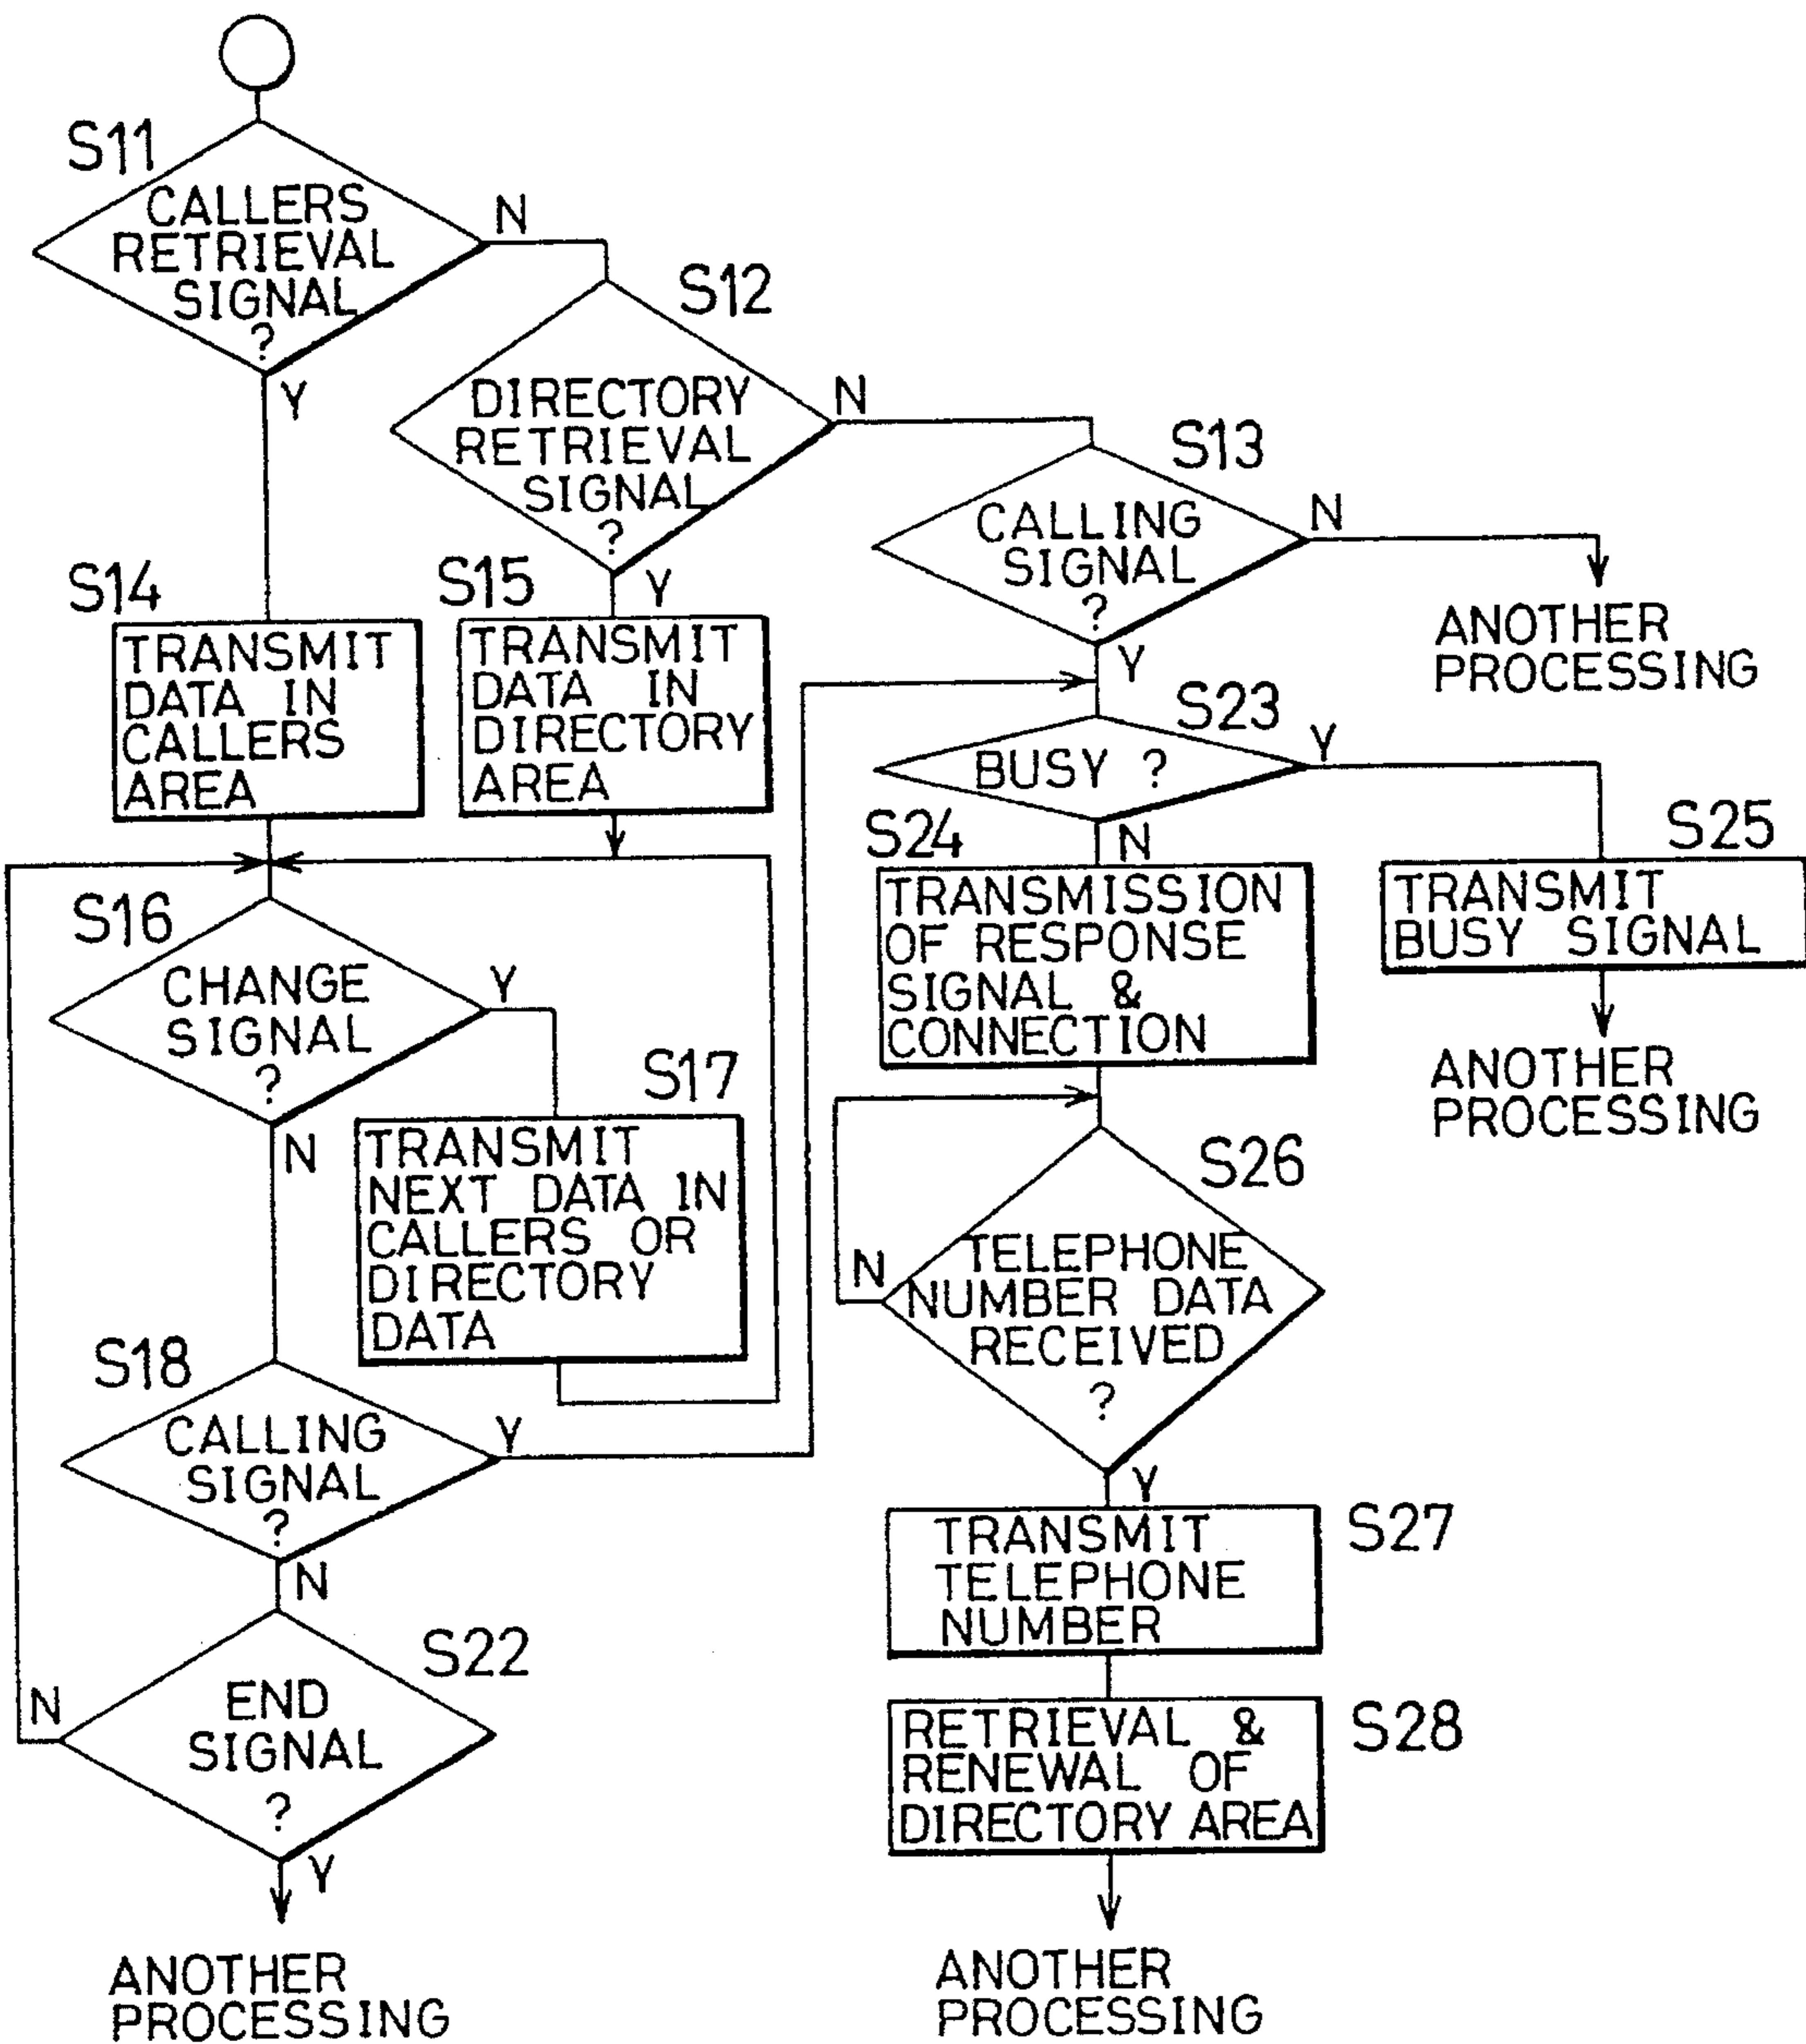 S11
CALLERS
RETRIEVAL
SIGNAL
?
N
Y
S12
DIRECTORY
RETRIEVAL
SIGNAL
?
N
Y
S13
CALLING
SIGNAL
?
N
Y
ANOTHER
PROCESSING
S14
TRANSMIT
DATA IN
CALLERS
AREA
S15
TRANSMIT
DATA IN
DIRECTORY
AREA
S23
BUSY ?
Y
N
S24
TRANSMISSION
OF RESPONSE
SIGNAL &
CONNECTION
S25
TRANSMIT
BUSY SIGNAL
ANOTHER
PROCESSING
S16
CHANGE
SIGNAL
?
Y
N
S17
TRANSMIT
NEXT DATA IN
CALLERS OR
DIRECTORY
DATA
S26
TELEPHONE
NUMBER DATA
RECEIVED
?
N
Y
S18
CALLING
SIGNAL
?
Y
N
S27
TRANSMIT
TELEPHONE
NUMBER
S22
END
SIGNAL
?
N
Y
S28
RETRIEVAL &
RENEWAL OF
DIRECTORY AREA
ANOTHER
PROCESSING
ANOTHER
PROCESSING